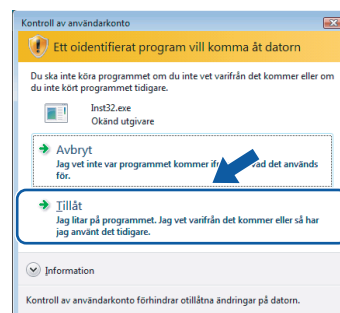 Kontroll av användarkonto
Ett oidentifierat program vill komma åt datorn
Du ska inte köra programmet om du inte vet varifrån det kommer eller om
du inte kört programmet tidigare.
Inst32.exe
Okänd utgivare
Avbryt
Jag vet inte var programmet kommer ifr vad det används
för.
Tillåt
Jag litar på programmet. Jag vet varifrån det kommer eller så har
jag använt det tidigare.
Information
Kontroll av användarkonto förhindrar otillåtna ändringar på datorn.